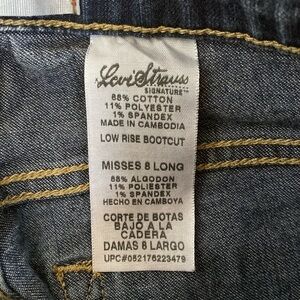 Levi Strauss
SIGNATURE™
88% COTTON
11% POLYESTER
1% SPANDEX
MADE IN CAMBODIA
LOW RISE BOOTCUT
MISSES 8 LONG
88% ALGODON
11% POLIESTER
1% SPANDEX
HECHO EN CAMBOYA
CORTE DE BOTAS
BAJO A LA
CADERA
DAMAS 8 LARGO
UPC#052176223479